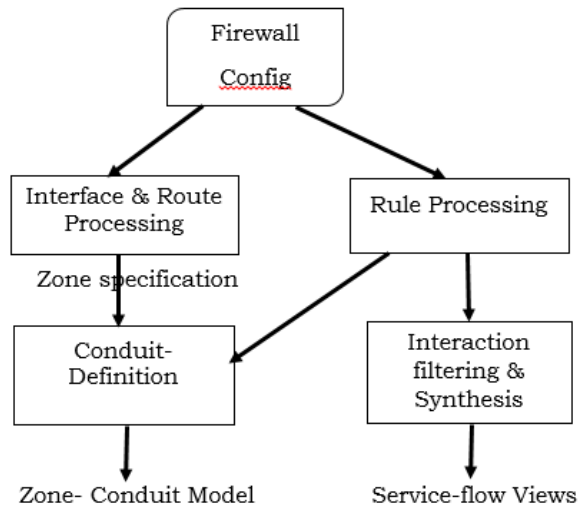 Firewall
Config
Interface & Route
Processing
Rule Processing
Zone specification
Conduit-
Definition
Interaction
filtering &
Synthesis
Zone- Conduit Model
Service-flow Views